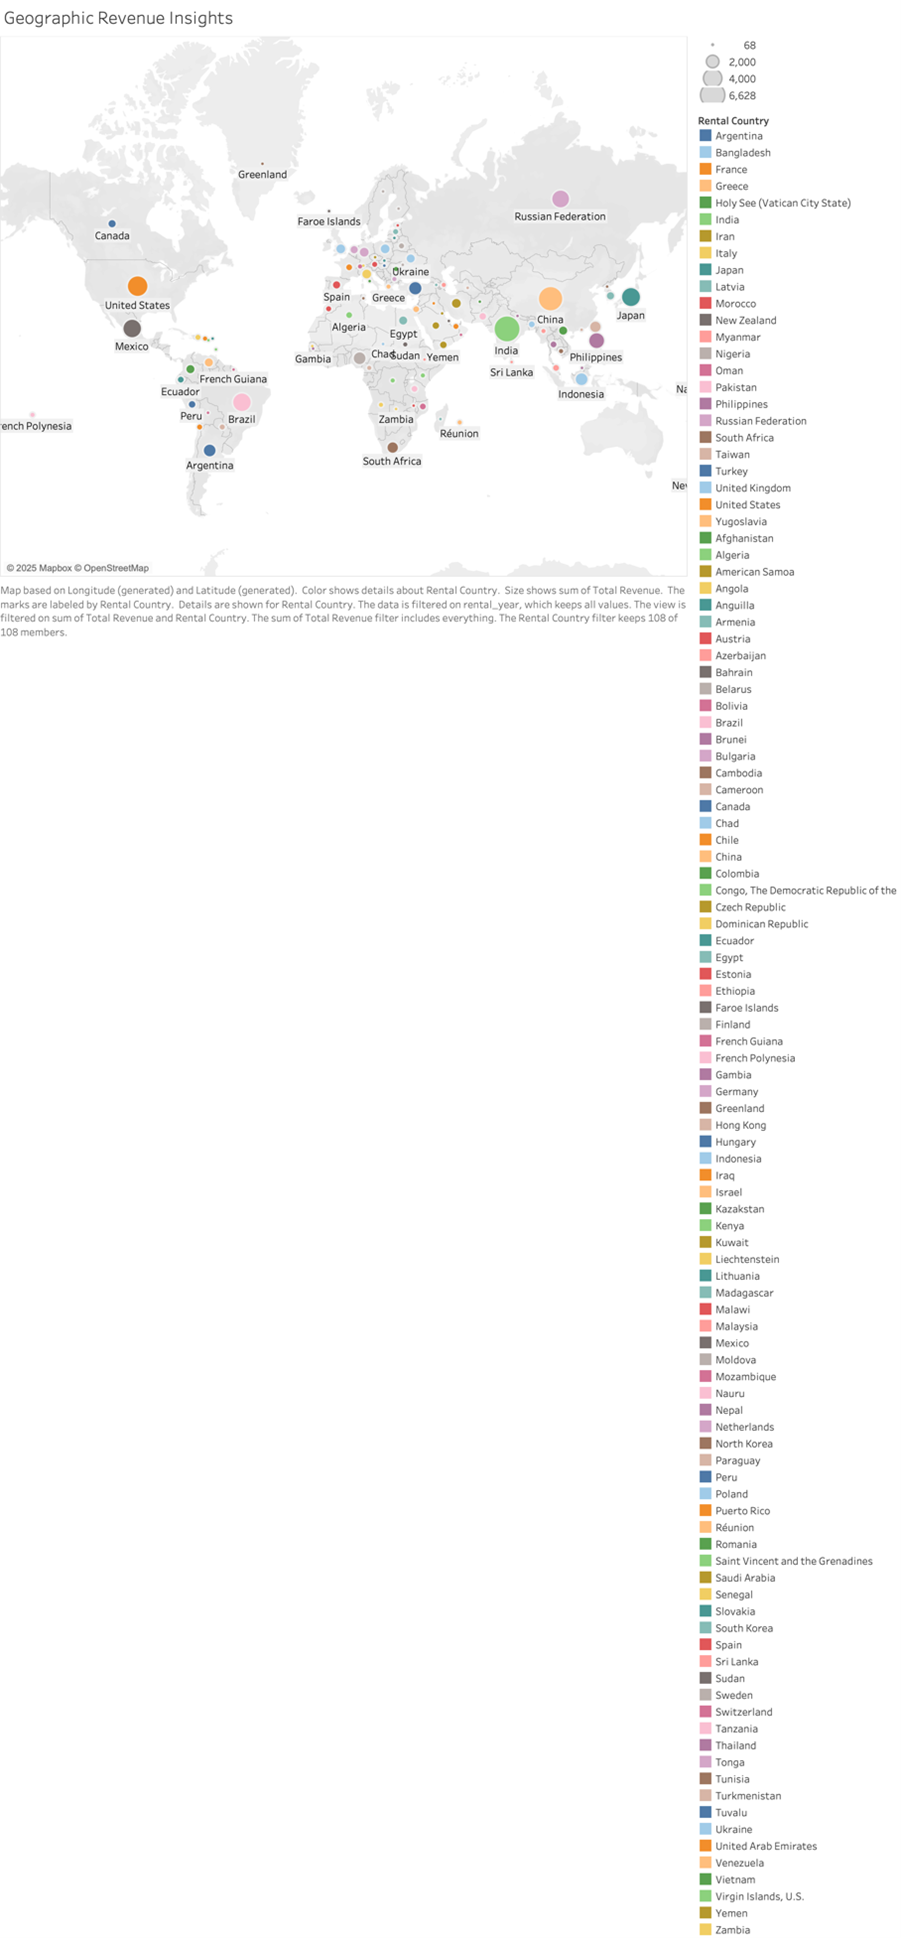 Geographic Revenue Insights
68
2,000
4,000
6,628
Greenland
Faroe Islands
Russian Federation
Canada
Ukraine
United States
Spain
Greece
China
Japan
Mexico
Algeria
Egypt
India
Philippines
Gambia
Chad
Sudan
Yemen
Sri Lanka
French Guiana
Ecuador
Indonesia
Na
Peru
Brazil
Zambia
ench Polynesia
Réunion
Argentina
South Africa
Nev
© 2025 Mapbox © OpenStreetMap
Map based on Longitude (generated) and Latitude (generated). Color shows details about Rental Country. Size shows sum of Total Revenue. The
marks are labeled by Rental Country. Details are shown for Rental Country. The data is filtered on rental_year, which keeps all values. The view is
filtered on sum of Total Revenue and Rental Country. The sum of Total Revenue filter includes everything. The Rental Country filter keeps 108 of
108 members.
Rental Country
Argentina
Bangladesh
France
Greece
Holy See (Vatican City State)
India
Iran
Italy
Japan
Latvia
Morocco
New Zealand
Myanmar
Nigeria
Oman
Pakistan
Philippines
Russian Federation
South Africa
Taiwan
Turkey
United Kingdom
United States
Yugoslavia
Afghanistan
Algeria
American Samoa
Angola
Anguilla
Armenia
Austria
Azerbaijan
Bahrain
Belarus
Bolivia
Brazil
Brunei
Bulgaria
Cambodia
Cameroon
Canada
Chad
Chile
China
Colombia
Congo, The Democratic Republic of the
Czech Republic
Dominican Republic
Ecuador
Egypt
Estonia
Ethiopia
Faroe Islands
Finland
French Guiana
French Polynesia
Gambia
Germany
Greenland
Hong Kong
Hungary
Indonesia
Iraq
Israel
Kazakstan
Kenya
Kuwait
Liechtenstein
Lithuania
Madagascar
Malawi
Malaysia
Mexico
Moldova
Mozambique
Nauru
Nepal
Netherlands
North Korea
Paraguay
Peru
Poland
Puerto Rico
Réunion
Romania
Saint Vincent and the Grenadines
Saudi Arabia
Senegal
Slovakia
South Korea
Spain
Sri Lanka
Sudan
Sweden
Switzerland
Tanzania
Thailand
Tonga
Tunisia
Turkmenistan
Tuvalu
Ukraine
United Arab Emirates
Venezuela
Vietnam
Virgin Islands, U.S.
Yemen
Zambia